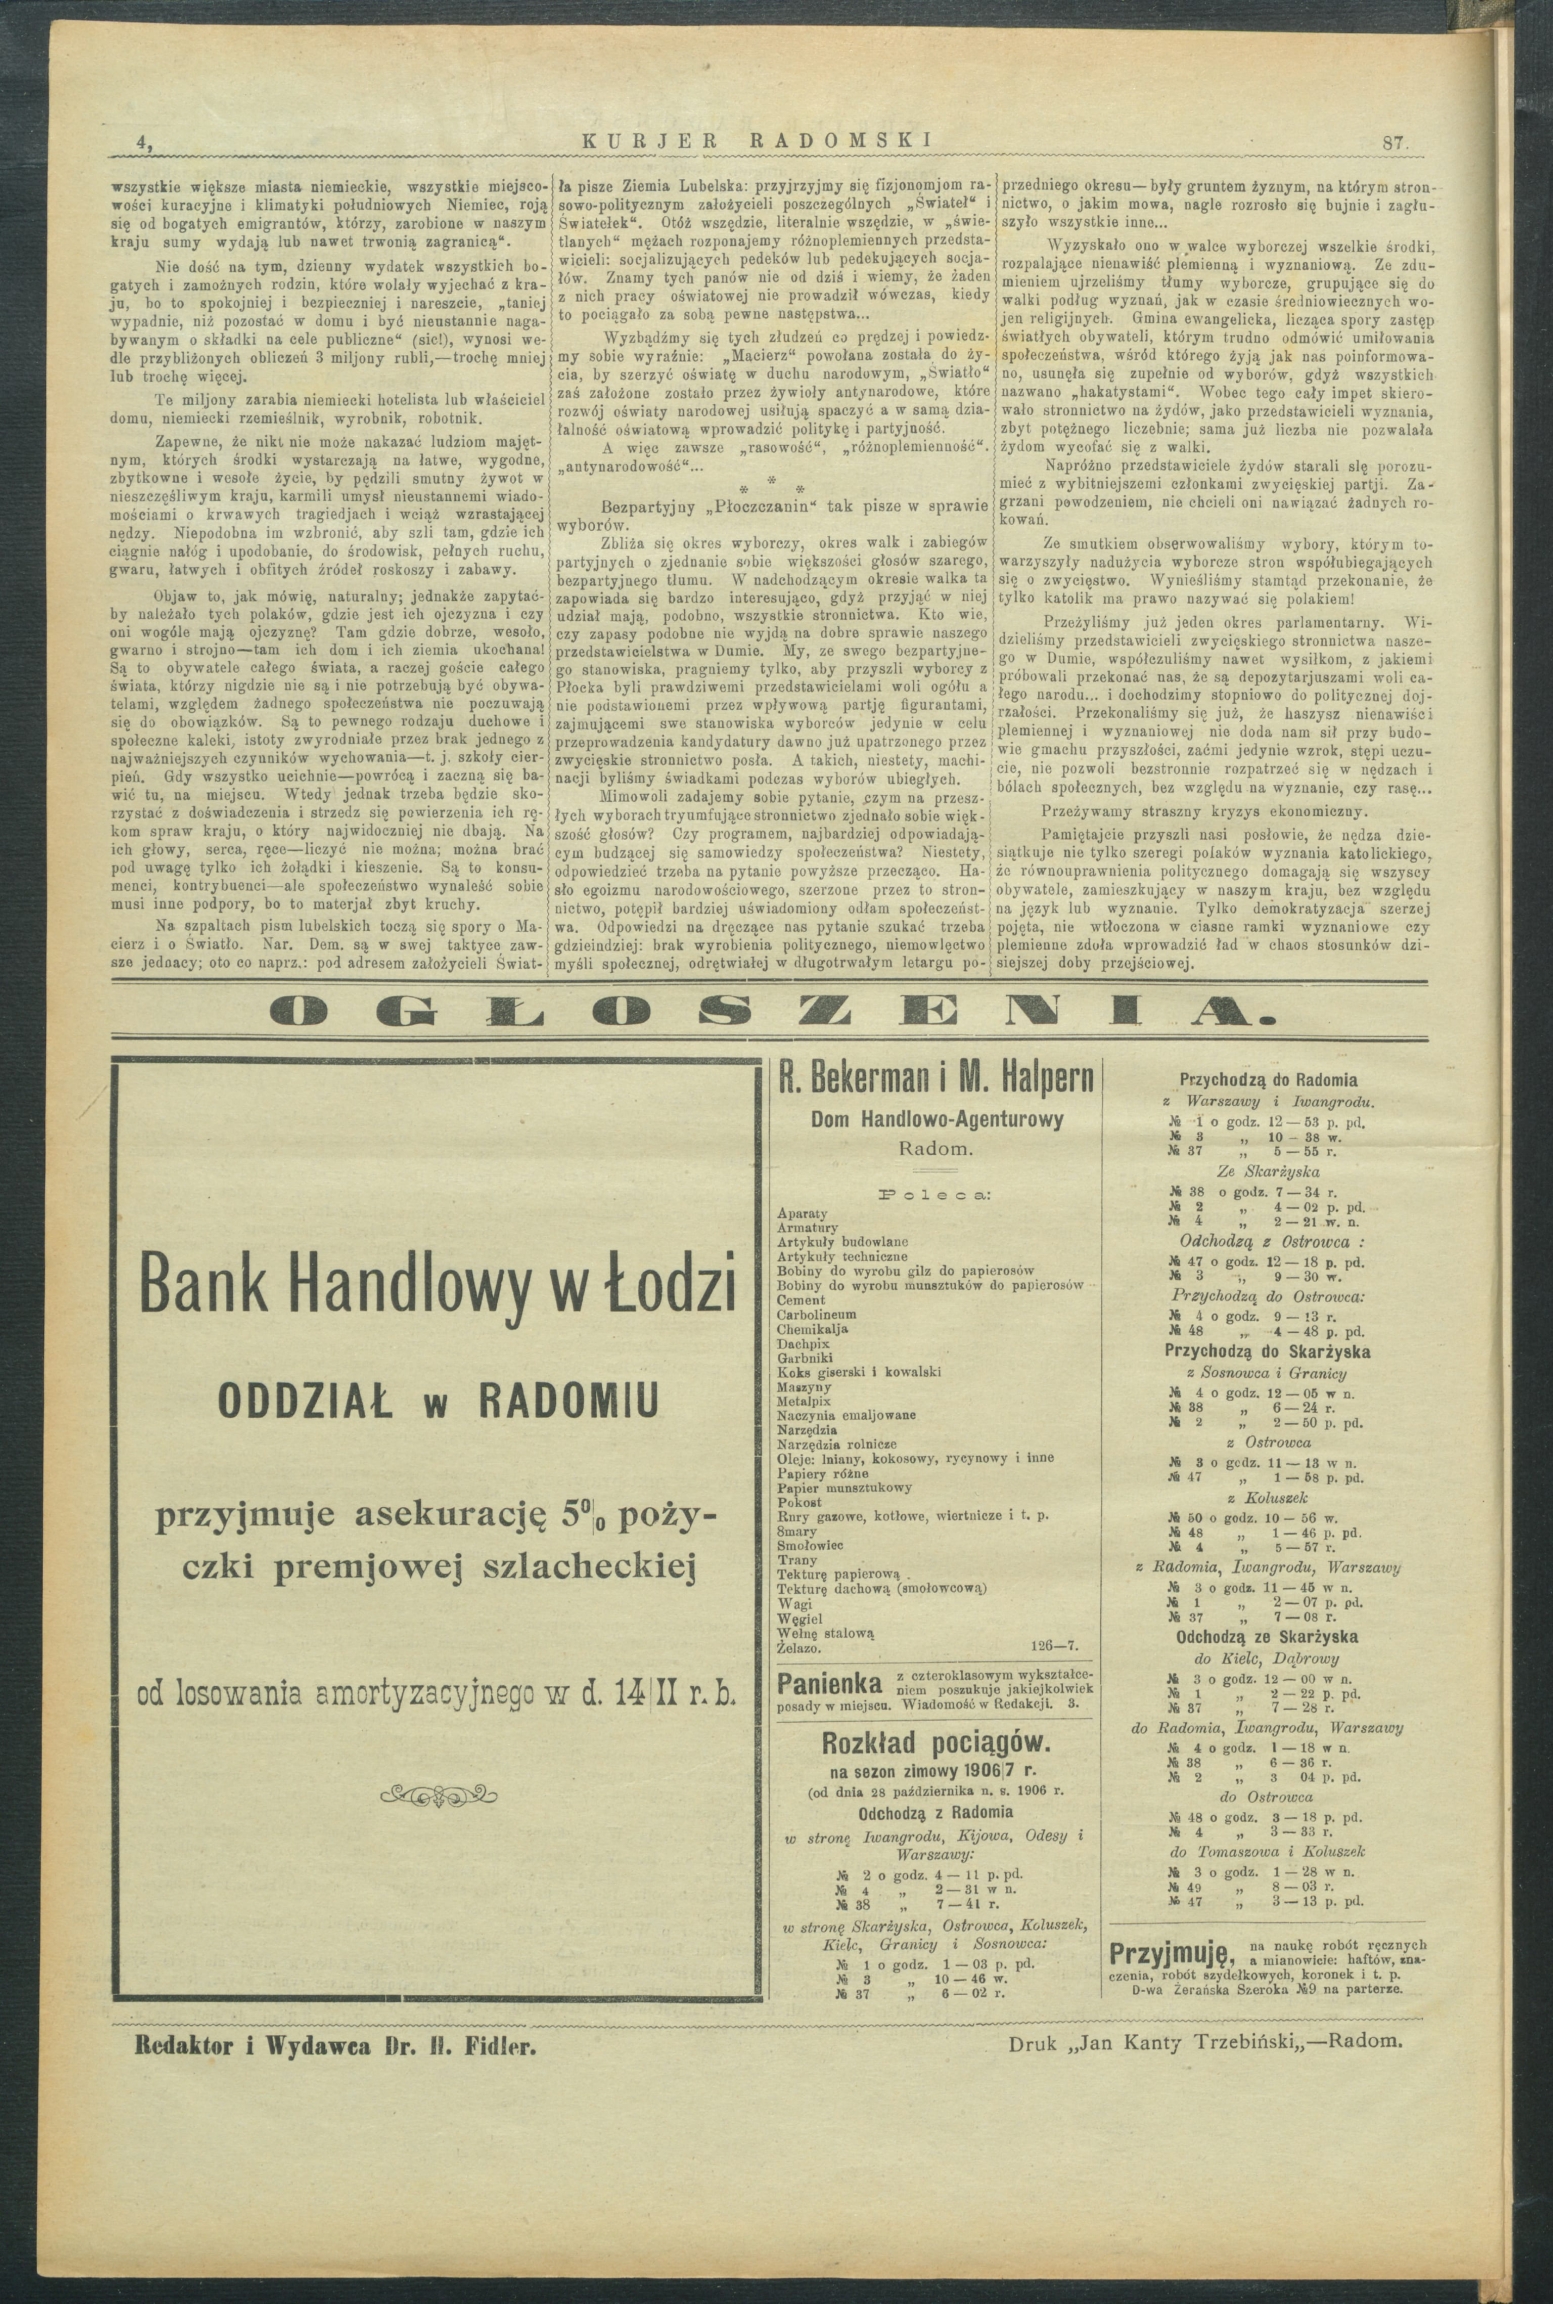 4,
KURJER RADOMSKI
87.
wszystkie większe miasta niemieckie, wszystkie miejsco-
wości kuracyjne i klimatyki południowych Niemiec, roją
się od bogatych emigrantów, którzy, zarobione w naszym
kraju sumy wydają lub nawet trwonią zagranicą“.
Nie dość na tym, dzienny wydatek wszystkich bo-
gatych i zamożnych rodzin, które wolały wyjechać z kra-
ju, bo to spokojniej i bezpieczniej i nareszcie, „taniej
wypadnie, niż pozostać w domu i być nieustannie naga-
bywanym o składki na cele publiczne“ (sic!), wynosi we-
dle przybliżonych obliczeń 3 miljony rubli,—trochę mniej
lub trochę więcej.
Te miljony zarabia niemiecki hotelista lub właściciel
domu, niemiecki rzemieślnik, wyrobnik, robotnik.
Zapewne, że nikt nie może nakazać ludziom majęt-
nym, których środki wystarczają na łatwe, wygodne,
zbytkowne i wesołe życie, by pędzili smutny żywot w
nieszczęśliwym kraju, karmili umysł nieustannemi wiado-
mościami o krwawych tragiedjach i wciąż wzrastającej
nędzy. Niepodobna im wzbronić, aby szli tam, gdzie ich
ciągnie nałóg i upodobanie, do środowisk, pełnych ruchu,
gwaru, łatwych i obfitych źródeł roskoszy i zabawy.
Objaw to, jak mówię, naturalny; jednakże zapytać-
by należało tych polaków, gdzie jest ich ojczyzna i czy
oni wogóle mają ojczyznę? Tam gdzie dobrze, wesoło,
gwarno i strojno—tam ich dom i ich ziemia ukochana!
Są to obywatele całego świata, a raczej goście całego
świata, którzy nigdzie nie są i nie potrzebują być obywa-
telami, względem żadnego społeczeństwa nie poczuwają
się do obowiązków. Są to pewnego rodzaju duchowe i
społeczne kaleki, istoty zwyrodniałe przez brak jednego z
najważniejszych czynników wychowania—t. j. szkoły cier-
pień. Gdy wszystko ucichnie—powrócą i zaczną się ba-
wić tu, na miejscu. Wtedy jednak trzeba będzie sko-
rzystać z doświadczenia i strzedz się powierzenia ich rę-
kom spraw kraju, o który najwidoczniej nie dbają. Na
ich głowy, serca, ręce—liczyć nie można; można brać
pod uwagę tylko ich żołądki i kieszenie. Są to konsu-
menci, kontrybuenci—ale społeczeństwo wynaleść sobie
musi inne podpory, bo to materjał zbyt kruchy.
Na szpaltach pism lubelskich toczą się spory o Ma-
cierz i o Światło. Nar. Dem. są w swej taktyce zaw-
sze jednacy; oto co naprz.: pod adresem założycieli Świat-
ła pisze Ziemia Lubelska: przyjrzyjmy się fizjonomjom ra-
sowo-politycznym założycieli poszczególnych „Świateł“ i
Światełek“. Otóż wszędzie, literalnie wszędzie, w „świe-
tlanych“ mężach rozponajemy różnoplemiennych przedsta-
wicieli: socjalizujących pedeków lub pedekujących socja-
łów. Znamy tych panów nie od dziś i wiemy, że żaden
z nich pracy oświatowej nie prowadził wówczas, kiedy
to pociągało za sobą pewne następstwa...
Wyzbądźmy się tych złudzeń co prędzej i powiedz-
my sobie wyraźnie: „Macierz“ powołana została do ży-
cia, by szerzyć oświatę w duchu narodowym, „Światło“
zaś założone zostało przez żywioły antynarodowe, które
rozwój oświaty narodowej usiłują spaczyć a w samą dzia-
łalność oświatową wprowadzić politykę i partyjność.
A więc zawsze „rasowość“, „różnoplemienność“.
„antynarodowość“...
*
* *
Bezpartyjny „Płoczczanin“ tak pisze w sprawie
wyborów.
Zbliża się okres wyborczy, okres walk i zabiegów
partyjnych o zjednanie sobie większości głosów szarego,
bezpartyjnego tłumu. W nadchodzącym okresie walka ta
zapowiada się bardzo interesująco, gdyż przyjąć w niej
udział mają, podobno, wszystkie stronnictwa. Kto wie,
czy zapasy podobne nie wyjdą na dobre sprawie naszego
przedstawicielstwa w Dumie. My, ze swego bezpartyjne-
go stanowiska, pragniemy tylko, aby przyszli wyborcy z
Płocka byli prawdziwemi przedstawicielami woli ogółu a
nie podstawionemi przez wpływową partję figurantami,
zajmującemi swe stanowiska wyborców jedynie w celu
przeprowadzenia kandydatury dawno już upatrzonego przez
zwycięskie stronnictwo posła. A takich, niestety, machi-
nacji byliśmy świadkami podczas wyborów ubiegłych.
Mimowoli zadajemy sobie pytanie, czym na przesz-
łych wyborach tryumfujące stronnictwo zjednało sobie więk-
szość głosów? Czy programem, najbardziej odpowiadają-
cym budzącej się samowiedzy społeczeństwa? Niestety,
odpowiedzieć trzeba na pytanie powyższe przecząco. Ha-
sło egoizmu narodowościowego, szerzone przez to stron-
nictwo, potępił bardziej uświadomiony odłam społeczeńst-
wa. Odpowiedzi na dręczące nas pytanie szukać trzeba
gdzieindziej: brak wyrobienia politycznego, niemowlęctwo
myśli społecznej, odrętwiałej w długotrwałym letargu po-
przedniego okresu—były gruntem żyznym, na którym stron-
nictwo, o jakim mowa, nagle rozrosło się bujnie i zagłu-
szyło wszystkie inne...
Wyzyskało ono w walce wyborczej wszelkie środki,
rozpalające nienawiść plemienną i wyznaniową. Ze zdu-
mieniem ujrzeliśmy tłumy wyborcze, grupujące się do
walki podług wyznań, jak w czasie średniowiecznych wo-
jen religijnych. Gmina ewangelicka, licząca spory zastęp
światłych obywateli, którym trudno odmówić umiłowania
społeczeństwa, wśród którego żyją jak nas poinformowa-
no, usunęła się zupełnie od wyborów, gdyż wszystkich
nazwano „hakatystami“. Wobec tego cały impet skiero-
wało stronnictwo na żydów, jako przedstawicieli wyznania,
zbyt potężnego liczebnie; sama już liczba nie pozwalała
żydom wycofać się z walki.
Napróżno przedstawiciele żydów starali się porozu-
mieć z wybitniejszemi członkami zwycięskiej partji. Za-
grzani powodzeniem, nie chcieli oni nawiązać żadnych ro-
kowań.
Ze smutkiem obserwowaliśmy wybory, którym to-
warzyszyły nadużycia wyborcze stron współubiegających
się o zwycięstwo. Wynieśliśmy stamtąd przekonanie, że
tylko katolik ma prawo nazywać się polakiem!
Przeżyliśmy już jeden okres parlamentarny. Wi-
dzieliśmy przedstawicieli zwycięskiego stronnictwa nasze-
go w Dumie, współczuliśmy nawet wysiłkom, z jakiemi
próbowali przekonać nas, że są depozytarjuszami woli ca-
łego narodu... i dochodzimy stopniowo do politycznej doj-
rzałości. Przekonaliśmy się już, że haszysz nienawiści
plemiennej i wyznaniowej nie doda nam sił przy budo-
wie gmachu przyszłości, zaćmi jedynie wzrok, stępi uczu-
cie, nie pozwoli bezstronnie rozpatrzeć się w nędzach i
bólach społecznych, bez względu na wyznanie, czy rasę...
Przeżywamy straszny kryzys ekonomiczny.
Pamiętajcie przyszli nasi posłowie, że nędza dzie-
siątkuje nie tylko szeregi polaków wyznania katolickiego,
że równouprawnienia politycznego domagają się wszyscy
obywatele, zamieszkujący w naszym kraju, bez względu
na język lub wyznanie. Tylko demokratyzacja szerzej
pojęta, nie wtłoczona w ciasne ramki wyznaniowe czy
plemienne zdoła wprowadzić ład w chaos stosunków dzi-
siejszej doby przejściowej.
OGŁOSZENIA.
Bank Handlowy w Łodzi
ODDZIAŁ w RADOMIU
przyjmuje asekurację 5% poży-
czki premjowej szlacheckiej
od losowania amortyzacyjnego w d. 14|II r. b.
R. Bekerman i M. Halpern
Dom Handlowo-Agenturowy
Radom.
Poleca:
Aparaty
Armatury
Artykuły budowlane
Artykuły techniczne
Bobiny do wyrobu gilz do papierosów
Bobiny do wyrobu munsztuków do papierosów
Cement
Carbolineum
Chemikalja
Dachpix
Garbniki
Koks giserski i kowalski
Maszyny
Metalpix
Naczynia emaljowane
Narzędzia
Narzędzia rolnicze
Oleje: lniany, kokosowy, rycynowy i inne
Papiery różne
Papier munsztukowy
Pokost
Rury gazowe, kotłowe, wiertnicze i t. p.
Smary
Smołowiec
Trany
Tekturę papierową.
Tekturę dachową (smołowcową)
Wagi
Węgiel
Wełnę stalową
Żelazo. 126—7.
Panienka z czteroklasowym wykształce-
niem poszukuje jakiejkolwiek
posady w miejscu. Wiadomość w Redakcji. 3.
Rozkład pociągów.
na sezon zimowy 1906|7 r.
(od dnia 28 października n. s. 1906 r.
Odchodzą z Radomia
w stronę Iwangrodu, Kijowa, Odesy i
Warszawy:
№ 2 o godz. 4 — 11 p. pd.
№ 4 „ 2 — 31 w n.
№ 38 „ 7 — 41 r.
w stronę Skarżyska, Ostrowca, Koluszek,
Kielc, Granicy i Sosnowca:
№ 1 o godz. 1 — 03 p. pd.
№ 3 „ 10 — 46 w.
№ 37 „ 6 — 02 r.
Przychodzą do Radomia
z Warszawy i Iwangrodu.
№ 1 o godz. 12 — 53 p. pd.
№ 3 „ 10 — 38 w.
№ 37 „ 5 — 55 r.
Ze Skarżyska
№ 38 o godz. 7 — 34 r.
№ 2 „ 4 — 02 p. pd.
№ 4 „ 2 — 21 w. n.
Odchodzą z Ostrowca :
№ 47 o godz. 12 — 18 p. pd.
№ 3 „ 9 — 30 w.
Przychodzą do Ostrowca:
№ 4 o godz. 9 — 13 r.
№ 48 „ 4 — 48 p. pd.
Przychodzą do Skarżyska
z Sosnowca i Granicy
№ 4 o godz. 12 — 05 w n.
№ 38 „ 6 — 24 r.
№ 2 „ 2 — 50 p. pd.
z Ostrowca
№ 3 o godz. 11 — 13 w n.
№ 47 „ 1 — 58 p. pd.
z Koluszek
№ 50 o godz. 10 — 56 w.
№ 48 „ 1 — 46 p. pd.
№ 4 „ 5 — 57 r.
z Radomia, Iwangrodu, Warszawy
№ 3 o godz. 11 — 45 w n.
№ 1 „ 2 — 07 p. pd.
№ 37 „ 7 — 08 r.
Odchodzą ze Skarżyska
do Kielc, Dąbrowy
№ 3 o godz. 12 — 00 w n.
№ 1 „ 2 — 22 p. pd.
№ 37 „ 7 — 28 r.
do Radomia, Iwangrodu, Warszawy
№ 4 o godz. 1 — 18 w n.
№ 38 „ 6 — 36 r.
№ 2 „ 3 04 p. pd.
do Ostrowca
№ 48 o godz. 3 — 18 p. pd.
№ 4 „ 3 — 33 r.
do Tomaszowa i Koluszek
№ 3 o godz. 1 — 28 w n.
№ 49 „ 8 — 03 r.
№ 47 „ 3 — 13 p. pd.
Przyjmuję, na naukę robót ręcznych
a mianowicie: haftów, zna-
czenia, robót szydełkowych, koronek i t. p.
D-wa Żerańska Szeroka №9 na parterze.
Redaktor i Wydawca Dr. H. Fidler.
Druk „Jan Kanty Trzebiński„—Radom.